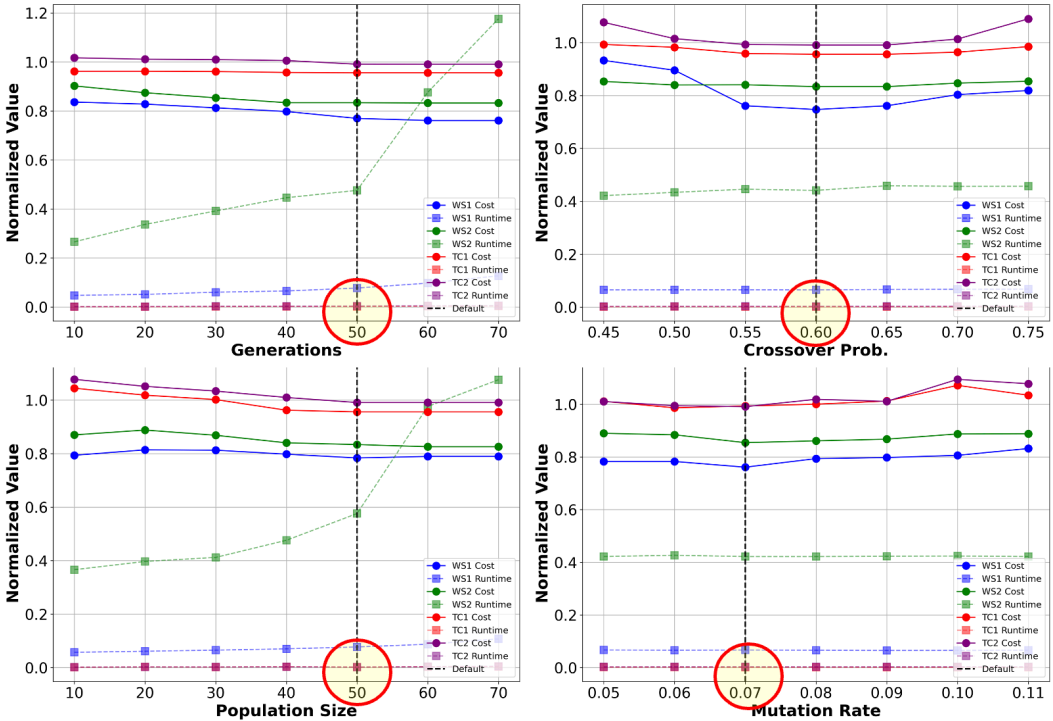 Normalized Value
1.2
1.0
0.8
0.6
0.4
0.2
0.0
WS1 Cost
WS1 Runtime
WS2 Cost
WS2 Runtime
TC1 Cost
TC1 Runtime
TC2 Cost
TC2 Runtime
Default
10 20 30 40 50 60 70
Generations
Normalized Value
1.0
0.8
0.6
0.4
0.2
0.0
WS1 Cost
WS1 Runtime
WS2 Cost
WS2 Runtime
TC1 Cost
TC1 Runtime
TC2 Cost
TC2 Runtime
Default
0.45 0.50 0.55 0.60 0.65 0.70 0.75
Crossover Prob.
Normalized Value
1.0
0.8
0.6
0.4
0.2
0.0
WS1 Cost
WS1 Runtime
WS2 Cost
WS2 Runtime
TC1 Cost
TC1 Runtime
TC2 Cost
TC2 Runtime
Default
10 20 30 40 50 60 70
Population Size
Normalized Value
1.0
0.8
0.6
0.4
0.2
0.0
WS1 Cost
WS1 Runtime
WS2 Cost
WS2 Runtime
TC1 Cost
TC1 Runtime
TC2 Cost
TC2 Runtime
Default
0.05 0.06 0.07 0.08 0.09 0.10 0.11
Mutation Rate